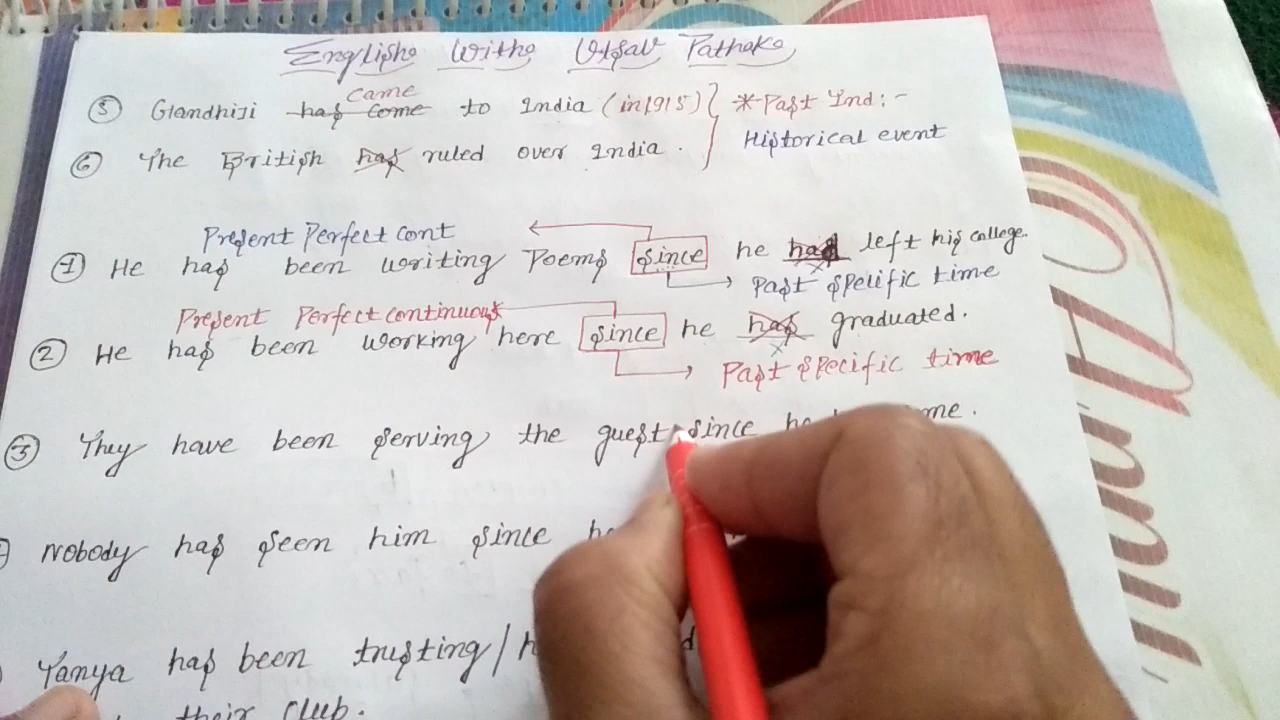 English With Utsav Pathak
came
⑤ Gandhiji has come to India (in 1915) *Past Ind:-
⑥ The British has ruled over India. Historical event
Present Perfect cont
① He has been writing Poems since he had left his college.
Past specific time
Present Perfect continuous
② He has been working here since he has graduated.
Past specific time
③ They have been serving the guest since
Nobody has seen him since
Tanya has been trusting/
their club.